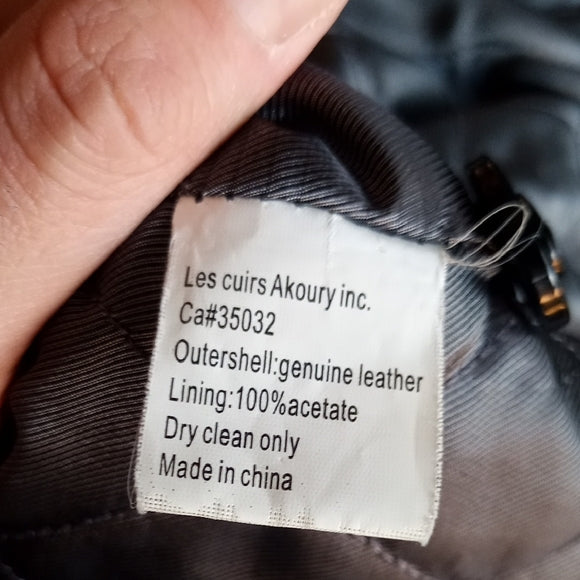 Les cuirs Akoury inc.
Ca#35032
Outershell:genuine leather
Lining:100%acetate
Dry clean only
Made in china